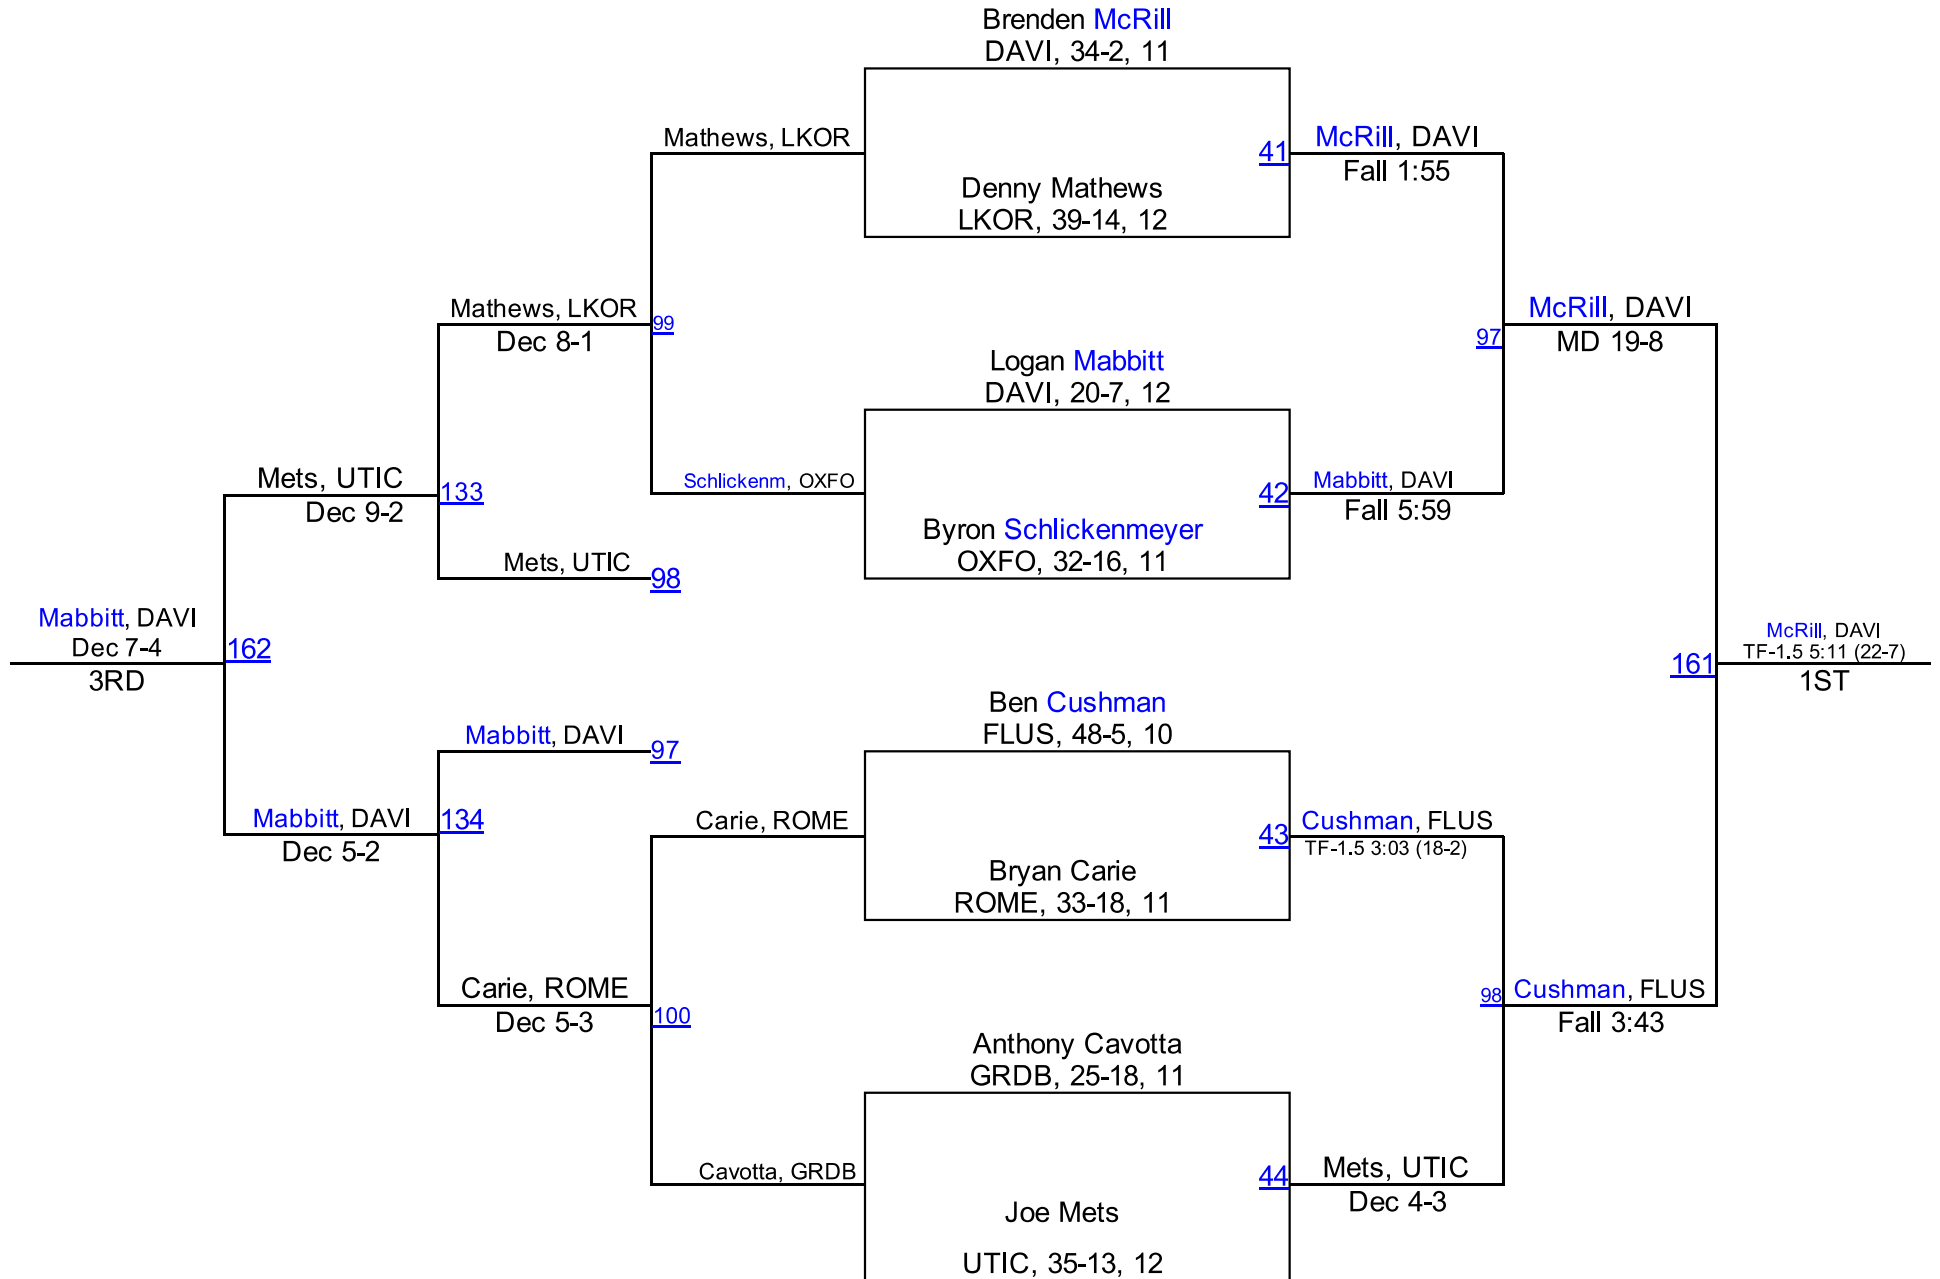 Brenden McRill
DAVI, 34-2, 11
Mathews, LKOR
41
McRill, DAVI
Fall 1:55
Denny Mathews
LKOR, 39-14, 12
Mathews, LKOR
Dec 8-1
99
McRill, DAVI
MD 19-8
97
Logan Mabbitt
DAVI, 20-7, 12
Mets, UTIC
Dec 9-2
133
Schlickenm, OXFO
42
Mabbitt, DAVI
Fall 5:59
Byron Schlickenmeyer
OXFO, 32-16, 11
Mets, UTIC
98
Mabbitt, DAVI
Dec 7-4
3RD
162
161
McRill, DAVI
TF-1.5 5:11 (22-7)
1ST
Ben Cushman
FLUS, 48-5, 10
Mabbitt, DAVI
97
Mabbitt, DAVI
Dec 5-2
134
Carie, ROME
43
Cushman, FLUS
TF-1.5 3:03 (18-2)
Bryan Carie
ROME, 33-18, 11
Carie, ROME
Dec 5-3
100
98
Cushman, FLUS
Fall 3:43
Anthony Cavotta
GRDB, 25-18, 11
Cavotta, GRDB
44
Mets, UTIC
Dec 4-3
Joe Mets
UTIC, 35-13, 12